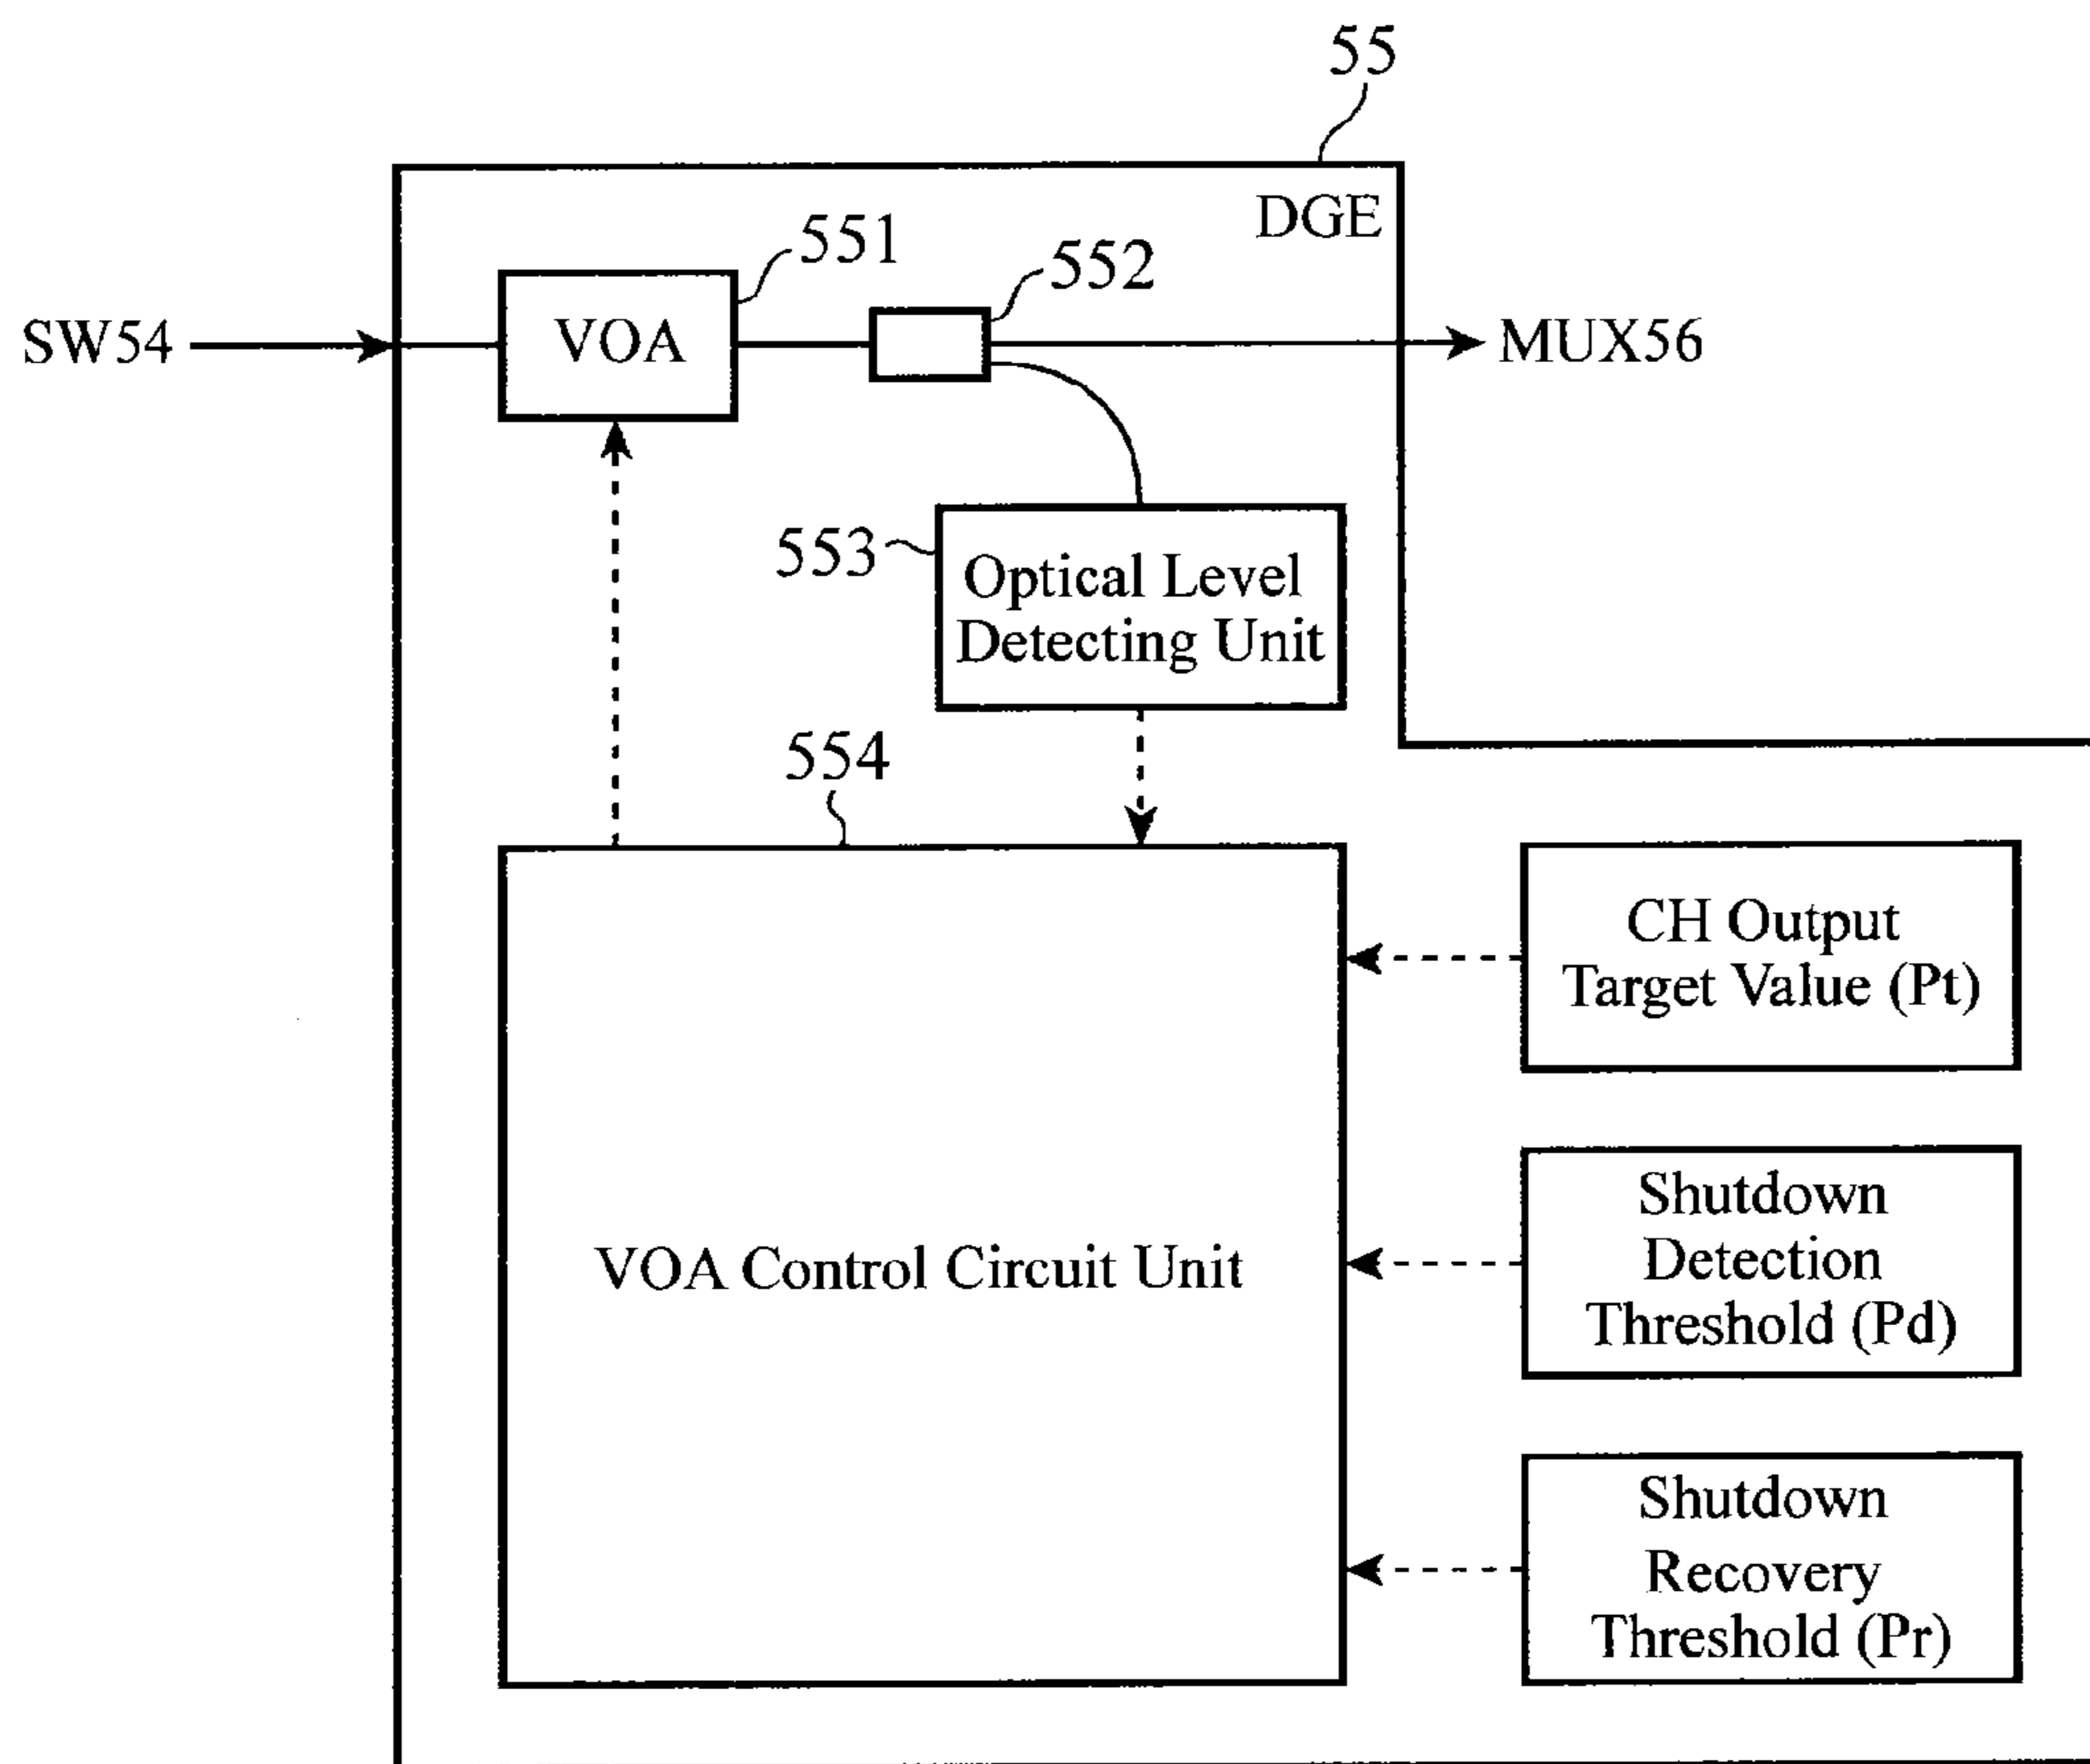 55
DGE
551
552
SW54
VOA
MUX56
553
Optical Level
Detecting Unit
554
CH Output
Target Value (Pt)
VOA Control Circuit Unit
Shutdown
Detection
Threshold (Pd)
Shutdown
Recovery
Threshold (Pr)